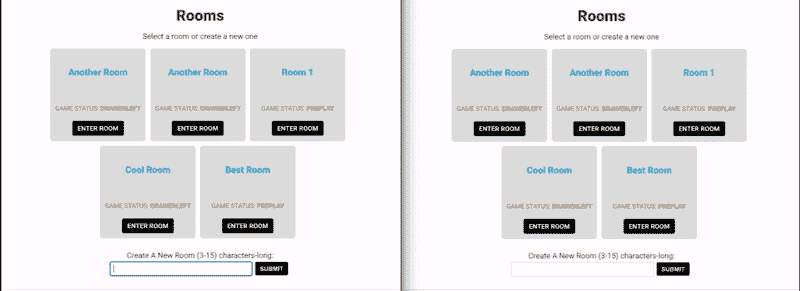 Rooms
Select a room or create a new one
Another Room Another Room Room 1
GAME STATUS: DRAWERLEFT GAME STATUS: DRAWERLEFT GAME STATUS: PREPLAY
ENTER ROOM ENTER ROOM ENTER ROOM
Cool Room Best Room
GAME STATUS: DRAWERLEFT GAME STATUS: PREPLAY
ENTER ROOM ENTER ROOM
Create A New Room (3-15) characters-long:
SUBMIT
Rooms
Select a room or create a new one
Another Room Another Room Room 1
GAME STATUS: DRAWERLEFT GAME STATUS: DRAWERLEFT GAME STATUS: PREPLAY
ENTER ROOM ENTER ROOM ENTER ROOM
Cool Room Best Room
GAME STATUS: DRAWERLEFT GAME STATUS: PREPLAY
ENTER ROOM ENTER ROOM
Create A New Room (3-15) characters-long:
SUBMIT